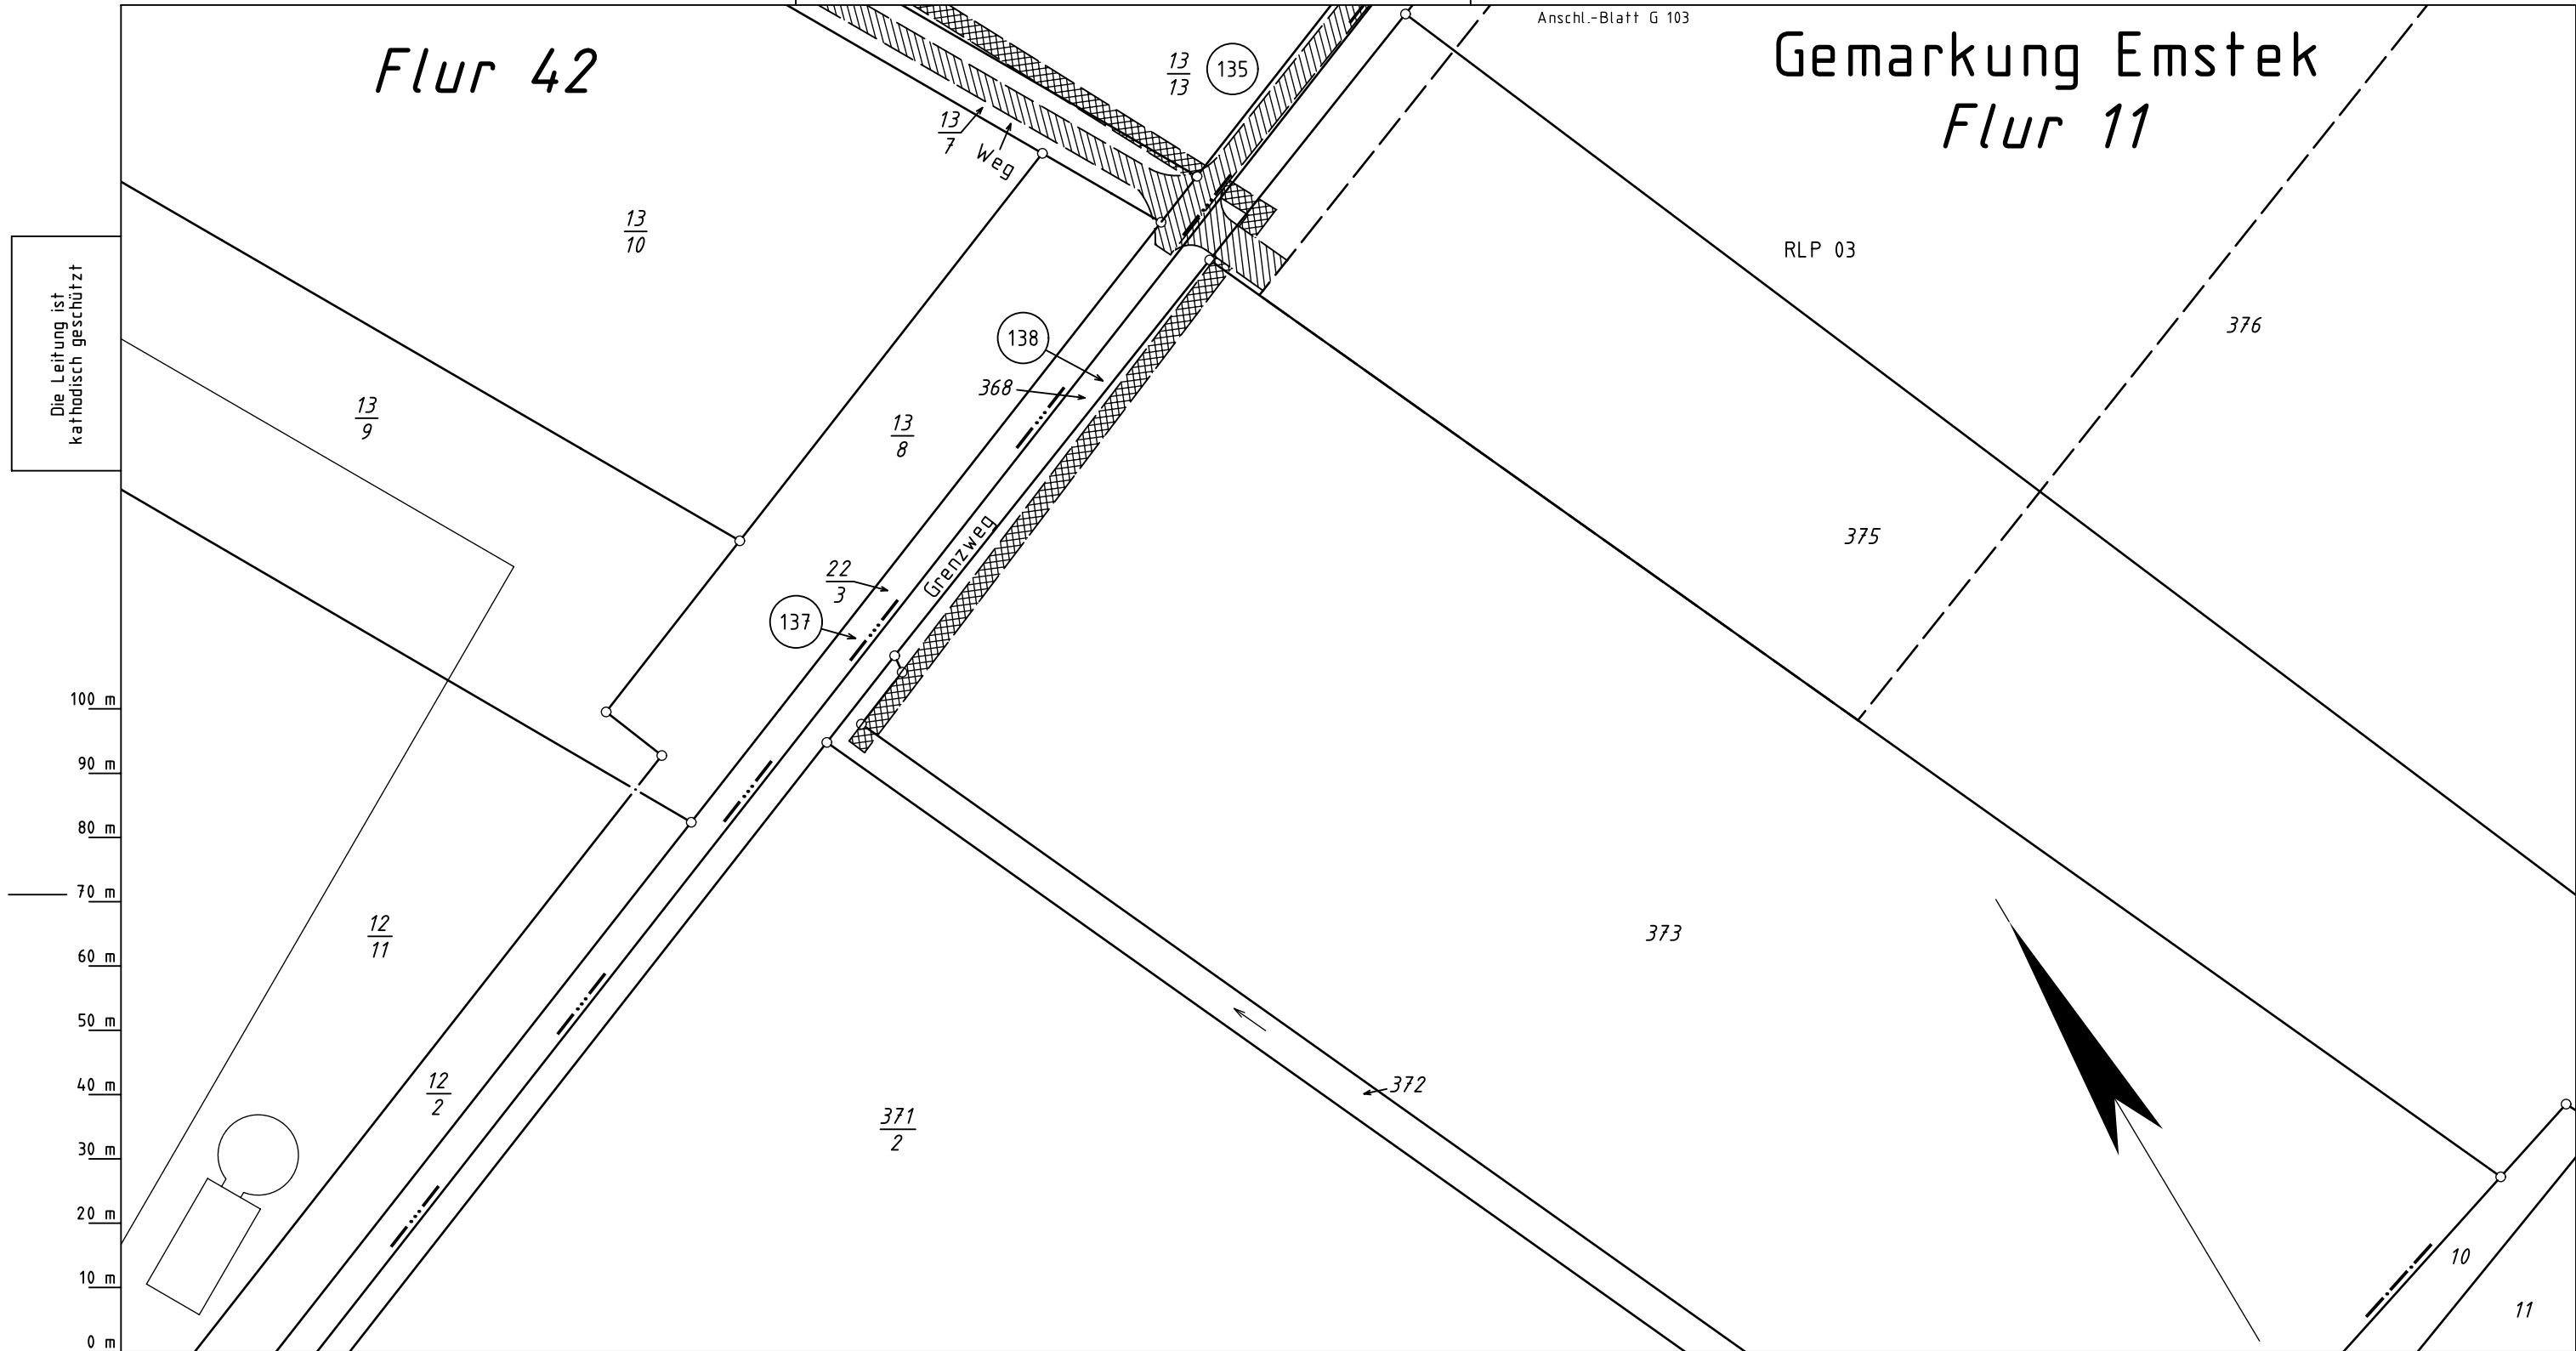 Anschl.-Blatt G 103
Flur 42
Gemarkung Emstek
Flur 11
13
13
135
13
7
Weg
13
10
RLP 03
Die Leitung ist
kathodisch geschützt
376
138
368
13
9
13
8
Grenzweg
375
22
3
137
100 m
90 m
80 m
70 m
60 m
50 m
40 m
30 m
20 m
10 m
0 m
12
11
373
12
2
372
371
2
10
11